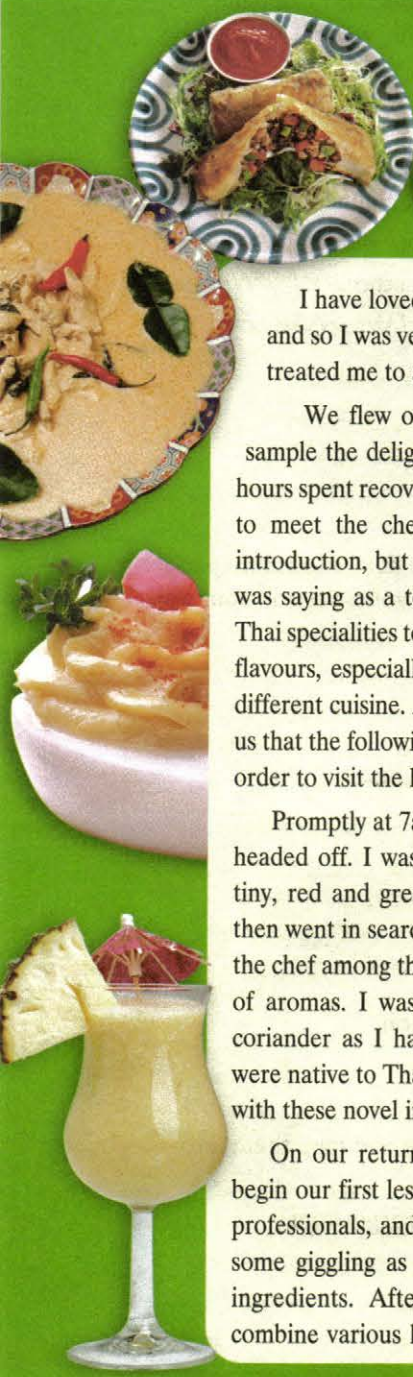 I have loved
and so I was ve
treated me to
We flew o
sample the delig
hours spent recov
to meet the che
introduction, but
was saying as a t
Thai specialities t
flavours, especiall
different cuisine.
us that the followi
order to visit the
Promptly at 7a
headed off. I was
tiny, red and gre
then went in searc
the chef among th
of aromas. I was
coriander as I ha
were native to Tha
with these novel i
On our return
begin our first les
professionals, and
some giggling as
ingredients. Afte
combine various